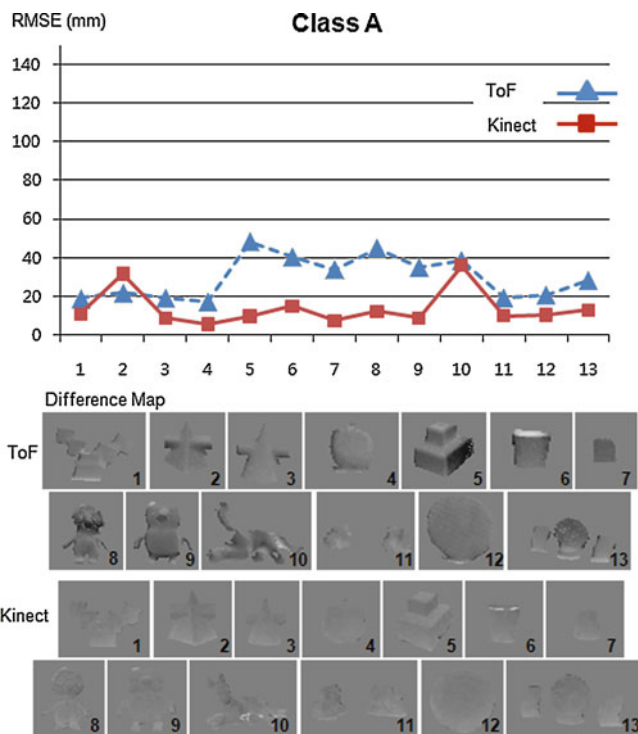 RMSE (mm) Class A
140
120
100
80
60
40
20
0
ToF
Kinect
1 2 3 4 5 6 7 8 9 10 11 12 13
Difference Map
ToF
1 2 3 4 5 6 7
8 9 10 11 12 13
Kinect
1 2 3 4 5 6 7
8 9 10 11 12 13